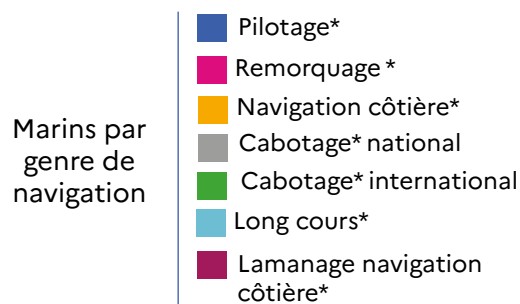 Marins par
genre de
navigation
Pilotage*
Remorquage*
Navigation côtière*
Cabotage* national
Cabotage* international
Long cours*
Lamanage navigation
côtière*